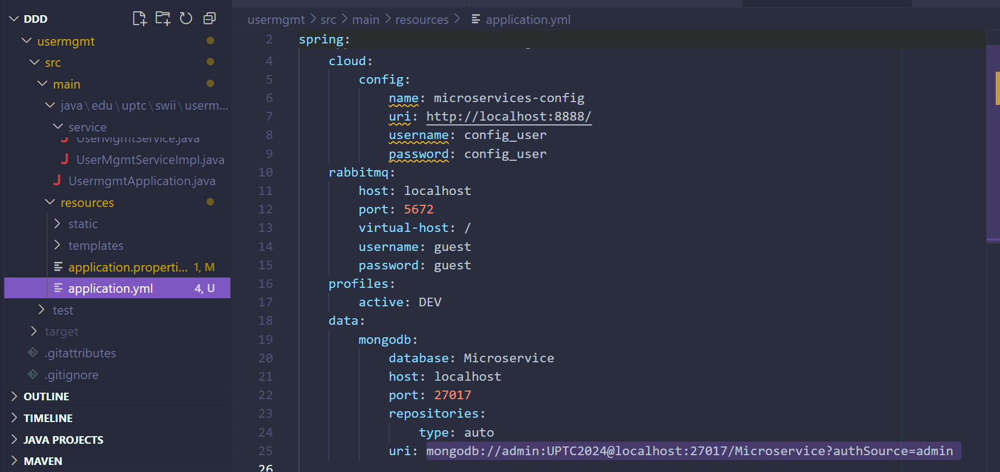 DDD
usermgmt
src
main
java\edu\uptc\swii\userm...
service
UserMgmtService.java
UserMgmtServiceImpl.java
UsermgmtApplication.java
resources
static
templates
application.properti... 1, M
application.yml 4, U
test
target
.gitattributes
.gitignore
OUTLINE
TIMELINE
JAVA PROJECTS
MAVEN
usermgmt > src > main > resources > application.yml
2 spring:
4 cloud:
5 config:
6 name: microservices-config
7 uri: http://localhost:8888/
8 username: config_user
9 password: config_user
10 rabbitmq:
11 host: localhost
12 port: 5672
13 virtual-host: /
14 username: guest
15 password: guest
16 profiles:
17 active: DEV
18 data:
19 mongodb:
20 database: Microservice
21 host: localhost
22 port: 27017
23 repositories:
24 type: auto
25 uri: mongodb://admin:UPTC2024@localhost:27017/Microservice?authSource=admin
26